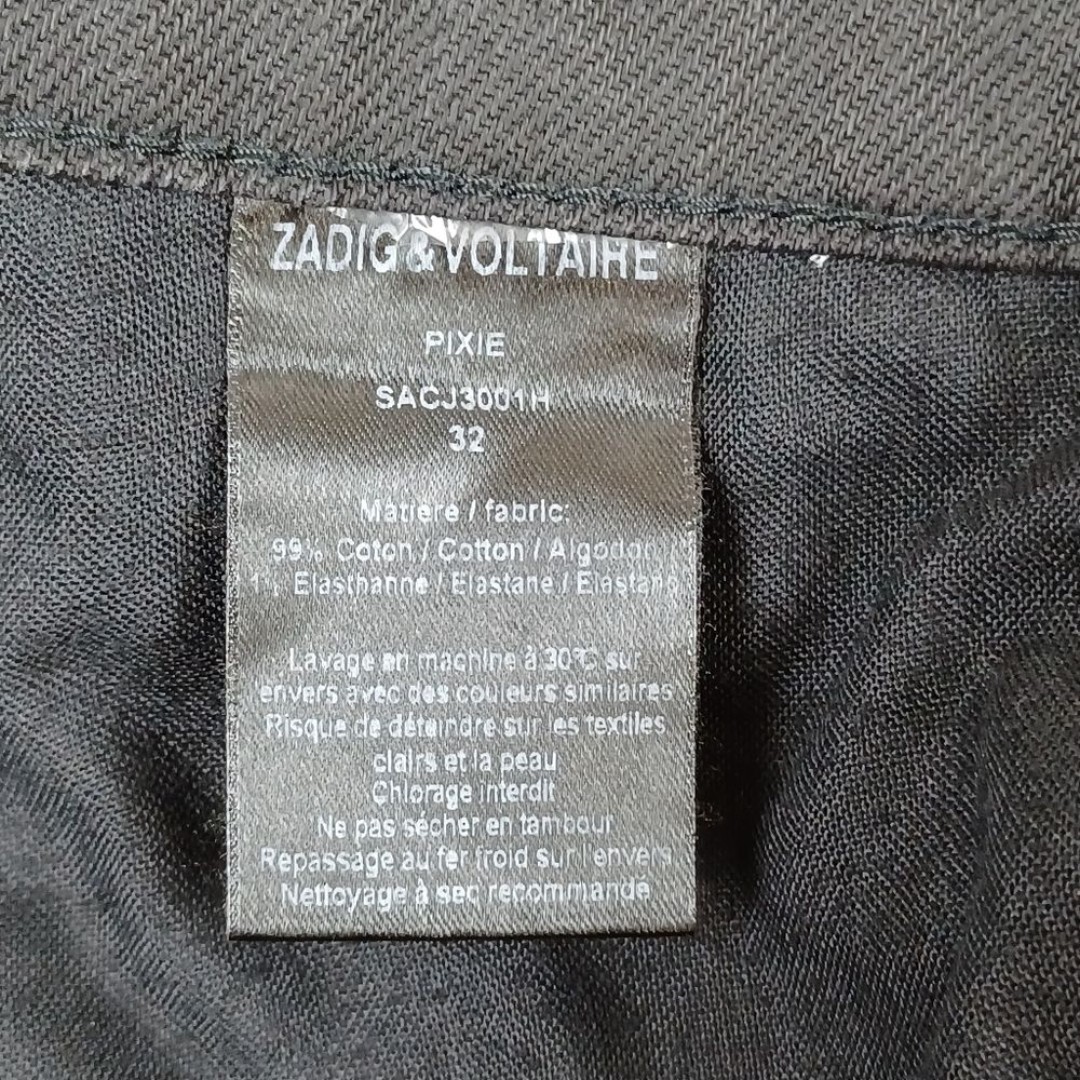 ZADIG&VOLTAIRE
PIXIE
SACJ3001H
32
Matière / fabric:
99% Coton / Cotton / Algodon
1% Elasthanne / Elastane / Elastano
Lavage en machine à 30°C sur
envers avec des couleurs similaires
Risque de déteindre sur les textiles
clairs et la peau
Chlorage interdit
Ne pas sécher en tambour
Repassage au fer froid sur l'envers
Nettoyage à sec recommandé